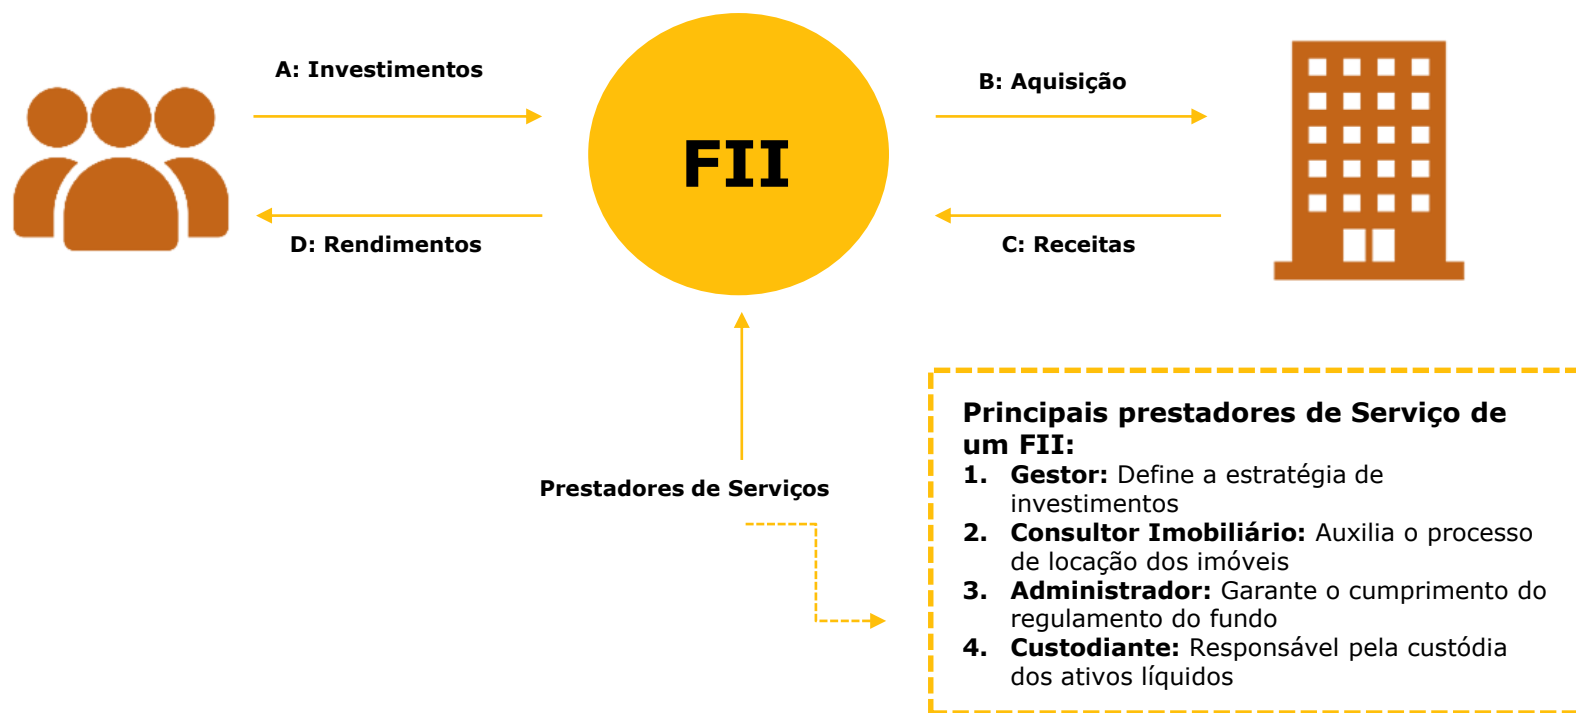 A: Investimentos
B: Aquisição
FII
D: Rendimentos
C: Receitas
Prestadores de Serviços
Principais prestadores de Serviço de
um FII:
1. Gestor: Define a estratégia de
investimentos
2. Consultor Imobiliário: Auxilia o processo
de locação dos imóveis
3. Administrador: Garante o cumprimento do
regulamento do fundo
4. Custodiante: Responsável pela custódia
dos ativos líquidos